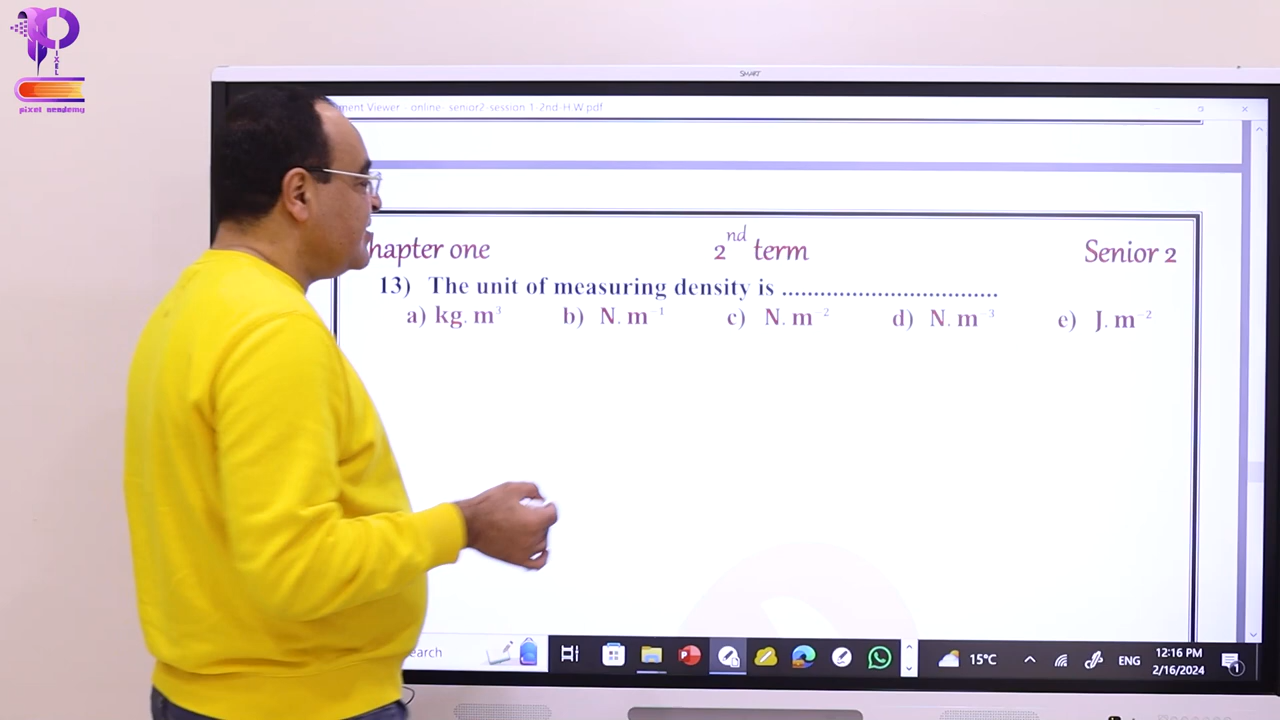 PIXEL
pixel academy
SMART
ment Viewer - online- senior2-session 1-2nd-H.W.pdf
hapter one 2nd term Senior 2
13) The unit of measuring density is ..................................
a) kg. m³ b) N. m⁻¹ c) N. m⁻² d) N. m⁻³ e) J. m⁻²
earch 15°C ENG 12:16 PM
2/16/2024 1